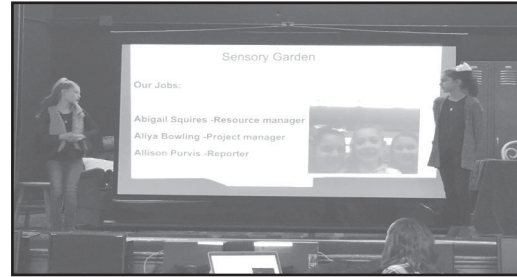 Sensory Garden
Our Jobs:
Abigail Squires -Resource manager
Aliya Bowling -Project manager
Allison Purvis -Reporter